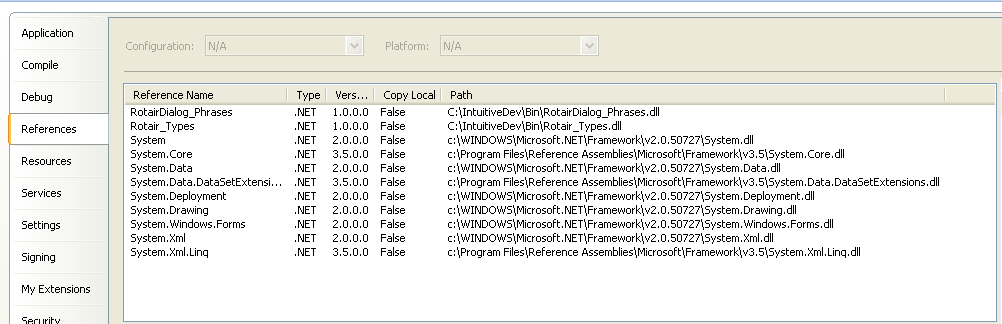 Application
Compile
Debug
References
Resources
Services
Settings
Signing
My Extensions
Security
Configuration: N/A Platform: N/A
Reference Name Type Vers... Copy Local Path
RotairDialog_Phrases .NET 1.0.0.0 False C:\IntuitiveDev\Bin\RotairDialog_Phrases.dll
Rotair_Types .NET 1.0.0.0 False C:\IntuitiveDev\Bin\Rotair_Types.dll
System .NET 2.0.0.0 False c:\WINDOWS\Microsoft.NET\Framework\v2.0.50727\System.dll
System.Core .NET 3.5.0.0 False c:\Program Files\Reference Assemblies\Microsoft\Framework\v3.5\System.Core.dll
System.Data .NET 2.0.0.0 False c:\WINDOWS\Microsoft.NET\Framework\v2.0.50727\System.Data.dll
System.Data.DataSetExtensi... .NET 3.5.0.0 False c:\Program Files\Reference Assemblies\Microsoft\Framework\v3.5\System.Data.DataSetExtensions.dll
System.Deployment .NET 2.0.0.0 False c:\WINDOWS\Microsoft.NET\Framework\v2.0.50727\System.Deployment.dll
System.Drawing .NET 2.0.0.0 False c:\WINDOWS\Microsoft.NET\Framework\v2.0.50727\System.Drawing.dll
System.Windows.Forms .NET 2.0.0.0 False c:\WINDOWS\Microsoft.NET\Framework\v2.0.50727\System.Windows.Forms.dll
System.Xml .NET 2.0.0.0 False c:\WINDOWS\Microsoft.NET\Framework\v2.0.50727\System.Xml.dll
System.Xml.Linq .NET 3.5.0.0 False c:\Program Files\Reference Assemblies\Microsoft\Framework\v3.5\System.Xml.Linq.dll